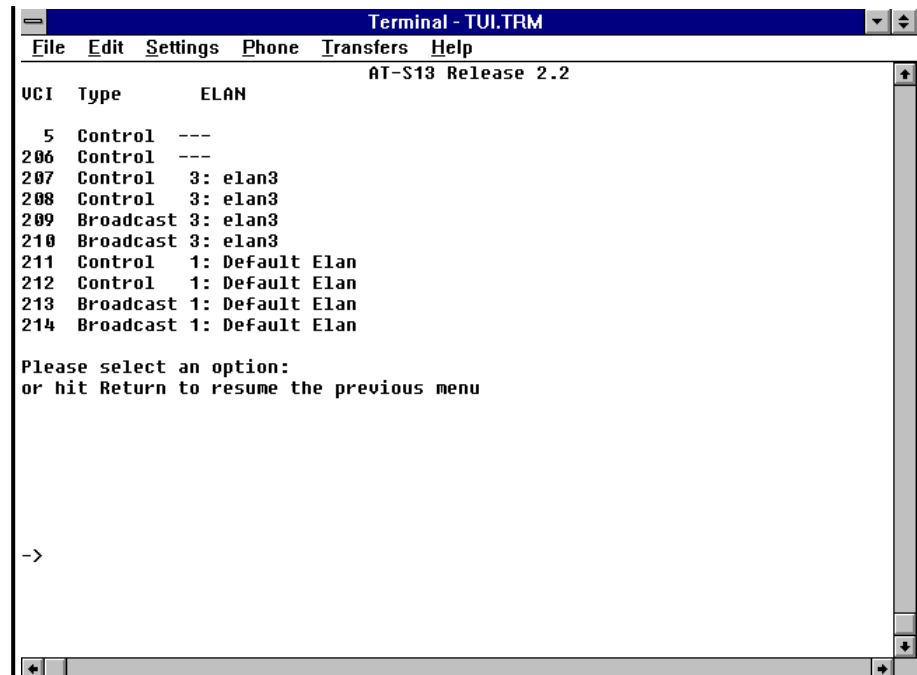 Terminal - TUI.TRM
File Edit Settings Phone Transfers Help
AT-S13 Release 2.2
VCI Type ELAN
5 Control ---
206 Control ---
207 Control 3: elan3
208 Control 3: elan3
209 Broadcast 3: elan3
210 Broadcast 3: elan3
211 Control 1: Default Elan
212 Control 1: Default Elan
213 Broadcast 1: Default Elan
214 Broadcast 1: Default Elan
Please select an option:
or hit Return to resume the previous menu
->